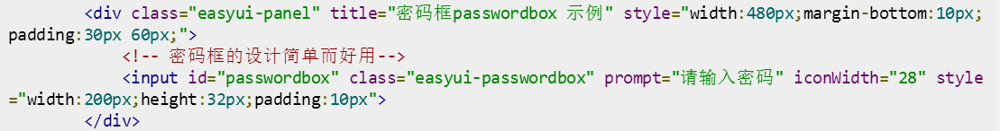 <div class="easyui-panel" title="密码框passwordbox 示例" style="width:480px;margin-bottom:10px;
padding:30px 60px;">
<!-- 密码框的设计简单而好用-->
<input id="passwordbox" class="easyui-passwordbox" prompt="请输入密码" iconWidth="28" style
="width:200px;height:32px;padding:10px">
</div>